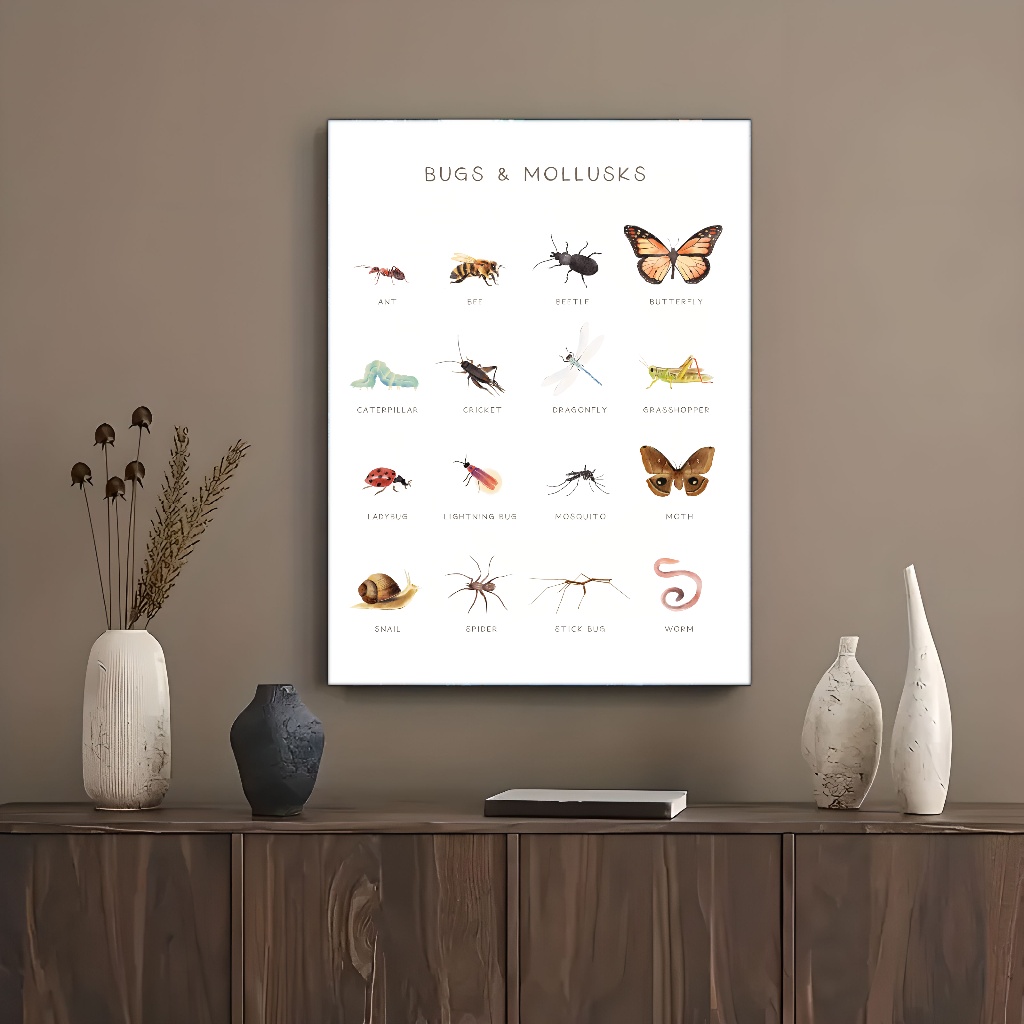 BUGS & MOLLUSKS
ANT BEE BEETLE BUTTERFLY
CATERPILLAR CRICKET DRAGONFLY GRASSHOPPER
LADYBUG LIGHTNING BUG MOSQUITO MOTH
SNAIL SPIDER STICK BUG WORM